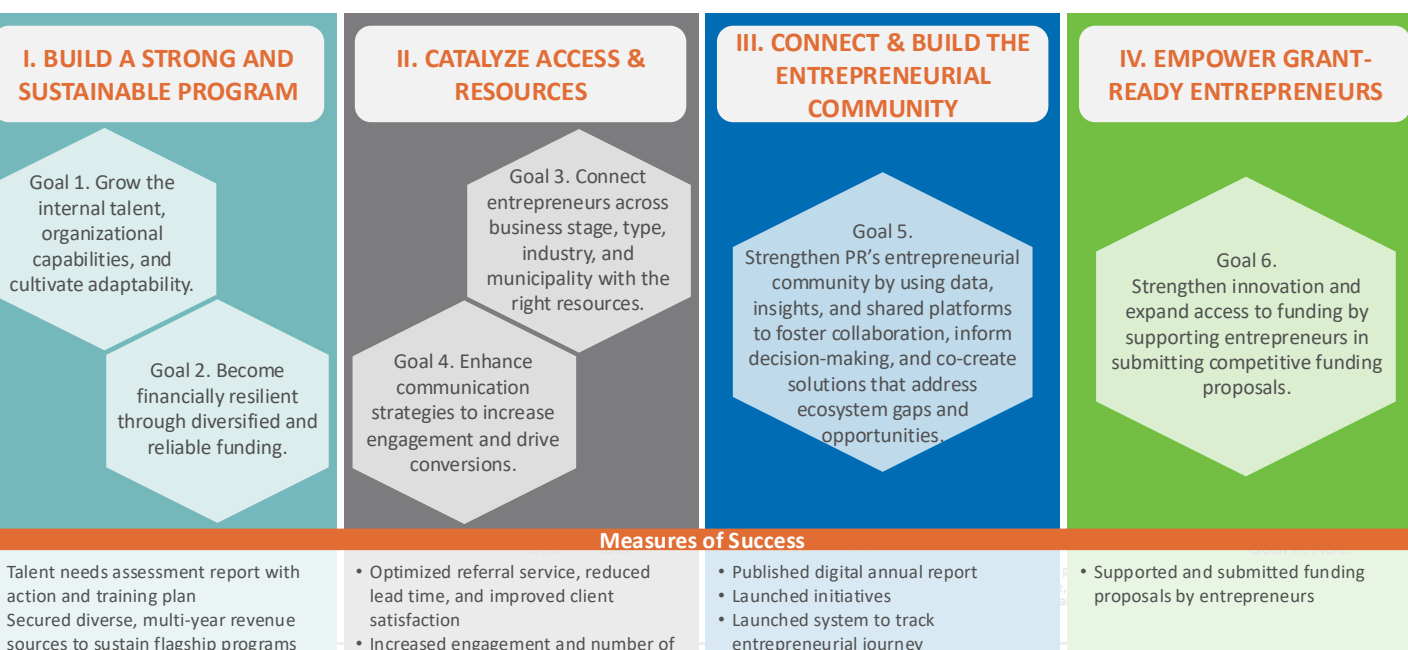 I. BUILD A STRONG AND
SUSTAINABLE PROGRAM
Goal 1. Grow the
internal talent,
organizational
capabilities, and
cultivate adaptability.
Goal 2. Become
financially resilient
through diversified and
reliable funding.
II. CATALYZE ACCESS &
RESOURCES
Goal 3. Connect
entrepreneurs across
business stage, type,
industry, and
municipality with the
right resources.
Goal 4. Enhance
communication
strategies to increase
engagement and drive
conversions.
III. CONNECT & BUILD THE
ENTREPRENEURIAL
COMMUNITY
Goal 5.
Strengthen PR's entrepreneurial
community by using data,
insights, and shared platforms
to foster collaboration, inform
decision-making, and co-create
solutions that address
ecosystem gaps and
opportunities.
IV. EMPOWER GRANT-
READY ENTREPRENEURS
Goal 6.
Strengthen innovation and
expand access to funding by
supporting entrepreneurs in
submitting competitive funding
proposals.
Measures of Success
Talent needs assessment report with
action and training plan
Secured diverse, multi-year revenue
sources to sustain flagship programs
• Optimized referral service, reduced
lead time, and improved client
satisfaction
• Increased engagement and number of
• Published digital annual report
• Launched initiatives
• Launched system to track
entrepreneurial journey
• Supported and submitted funding
proposals by entrepreneurs